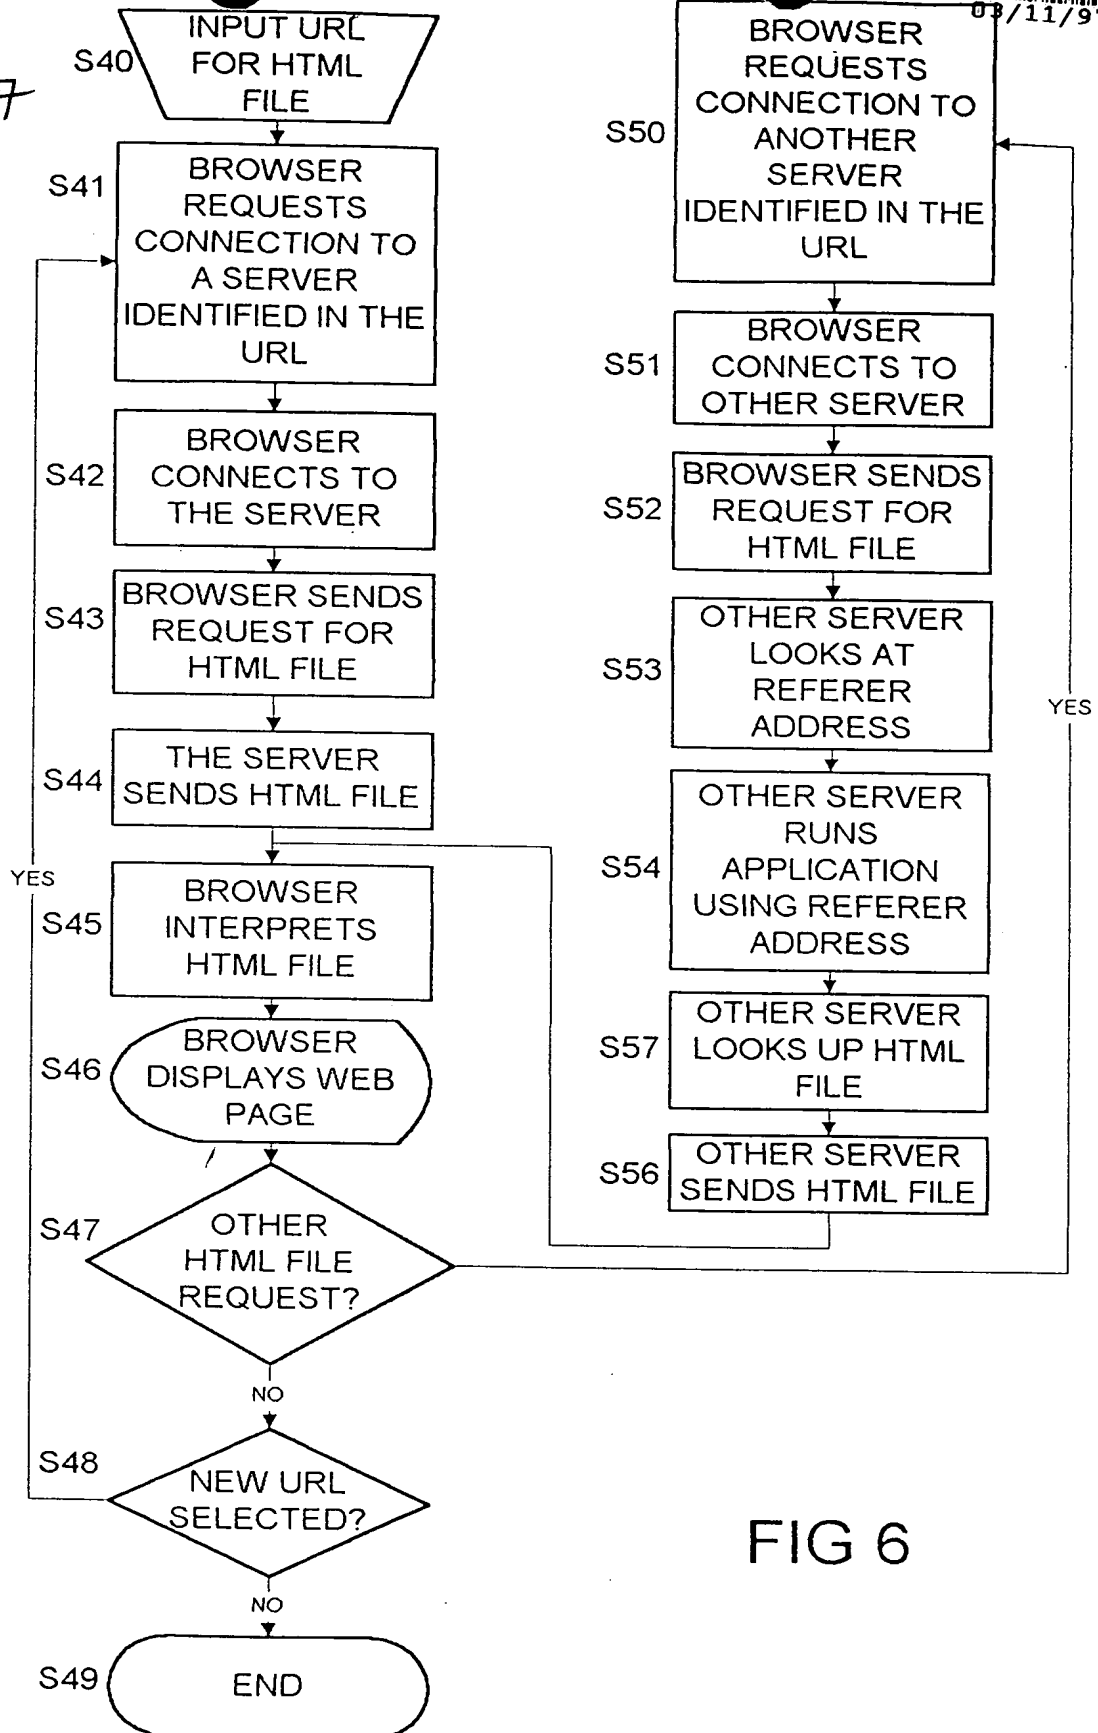 03/11/9
7
S40
INPUT URL
FOR HTML
FILE
S41
BROWSER
REQUESTS
CONNECTION TO
A SERVER
IDENTIFIED IN THE
URL
S42
BROWSER
CONNECTS TO
THE SERVER
S43
BROWSER SENDS
REQUEST FOR
HTML FILE
S44
THE SERVER
SENDS HTML FILE
YES
S45
BROWSER
INTERPRETS
HTML FILE
S46
BROWSER
DISPLAYS WEB
PAGE
S47
OTHER
HTML FILE
REQUEST?
NO
S48
NEW URL
SELECTED?
NO
S49
END
S50
BROWSER
REQUESTS
CONNECTION TO
ANOTHER
SERVER
IDENTIFIED IN THE
URL
S51
BROWSER
CONNECTS TO
OTHER SERVER
S52
BROWSER SENDS
REQUEST FOR
HTML FILE
S53
OTHER SERVER
LOOKS AT
REFERER
ADDRESS
YES
S54
OTHER SERVER
RUNS
APPLICATION
USING REFERER
ADDRESS
S57
OTHER SERVER
LOOKS UP HTML
FILE
S56
OTHER SERVER
SENDS HTML FILE
FIG 6